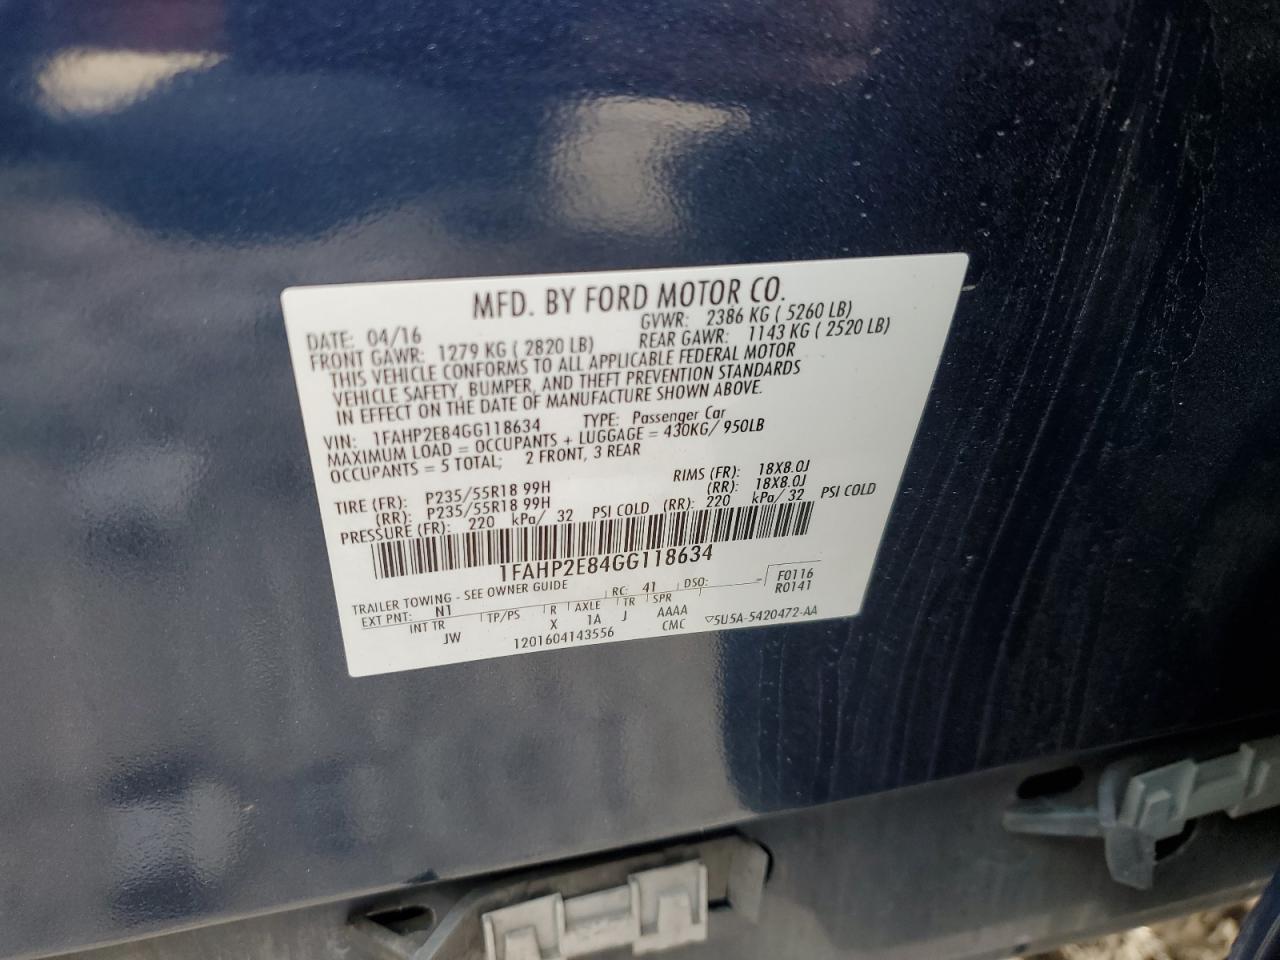 MFD. BY FORD MOTOR CO.
DATE: 04/16 GVWR: 2386 KG ( 5260 LB)
FRONT GAWR: 1279 KG ( 2820 LB) REAR GAWR: 1143 KG ( 2520 LB)
THIS VEHICLE CONFORMS TO ALL APPLICABLE FEDERAL MOTOR
VEHICLE SAFETY, BUMPER, AND THEFT PREVENTION STANDARDS
IN EFFECT ON THE DATE OF MANUFACTURE SHOWN ABOVE.
VIN: 1FAHP2E84GG118634 TYPE: Passenger Car
MAXIMUM LOAD = OCCUPANTS + LUGGAGE = 430KG/ 950LB
OCCUPANTS = 5 TOTAL; 2 FRONT, 3 REAR
TIRE (FR): P235/55R18 99H RIMS (FR): 18X8.0J
(RR): P235/55R18 99H (RR): 18X8.0J
PRESSURE (FR): 220 kPa/ 32 PSI COLD (RR): 220 kPa/ 32 PSI COLD
1FAHP2E84GG118634
TRAILER TOWING - SEE OWNER GUIDE F0116
EXT PNT: N1 RC: 41 DSO: R0141
INT TR TP/PS R AXLE TR SPR
JW X 1A J AAAA ▽5U5A-5420472-AA
1201604143556 CMC